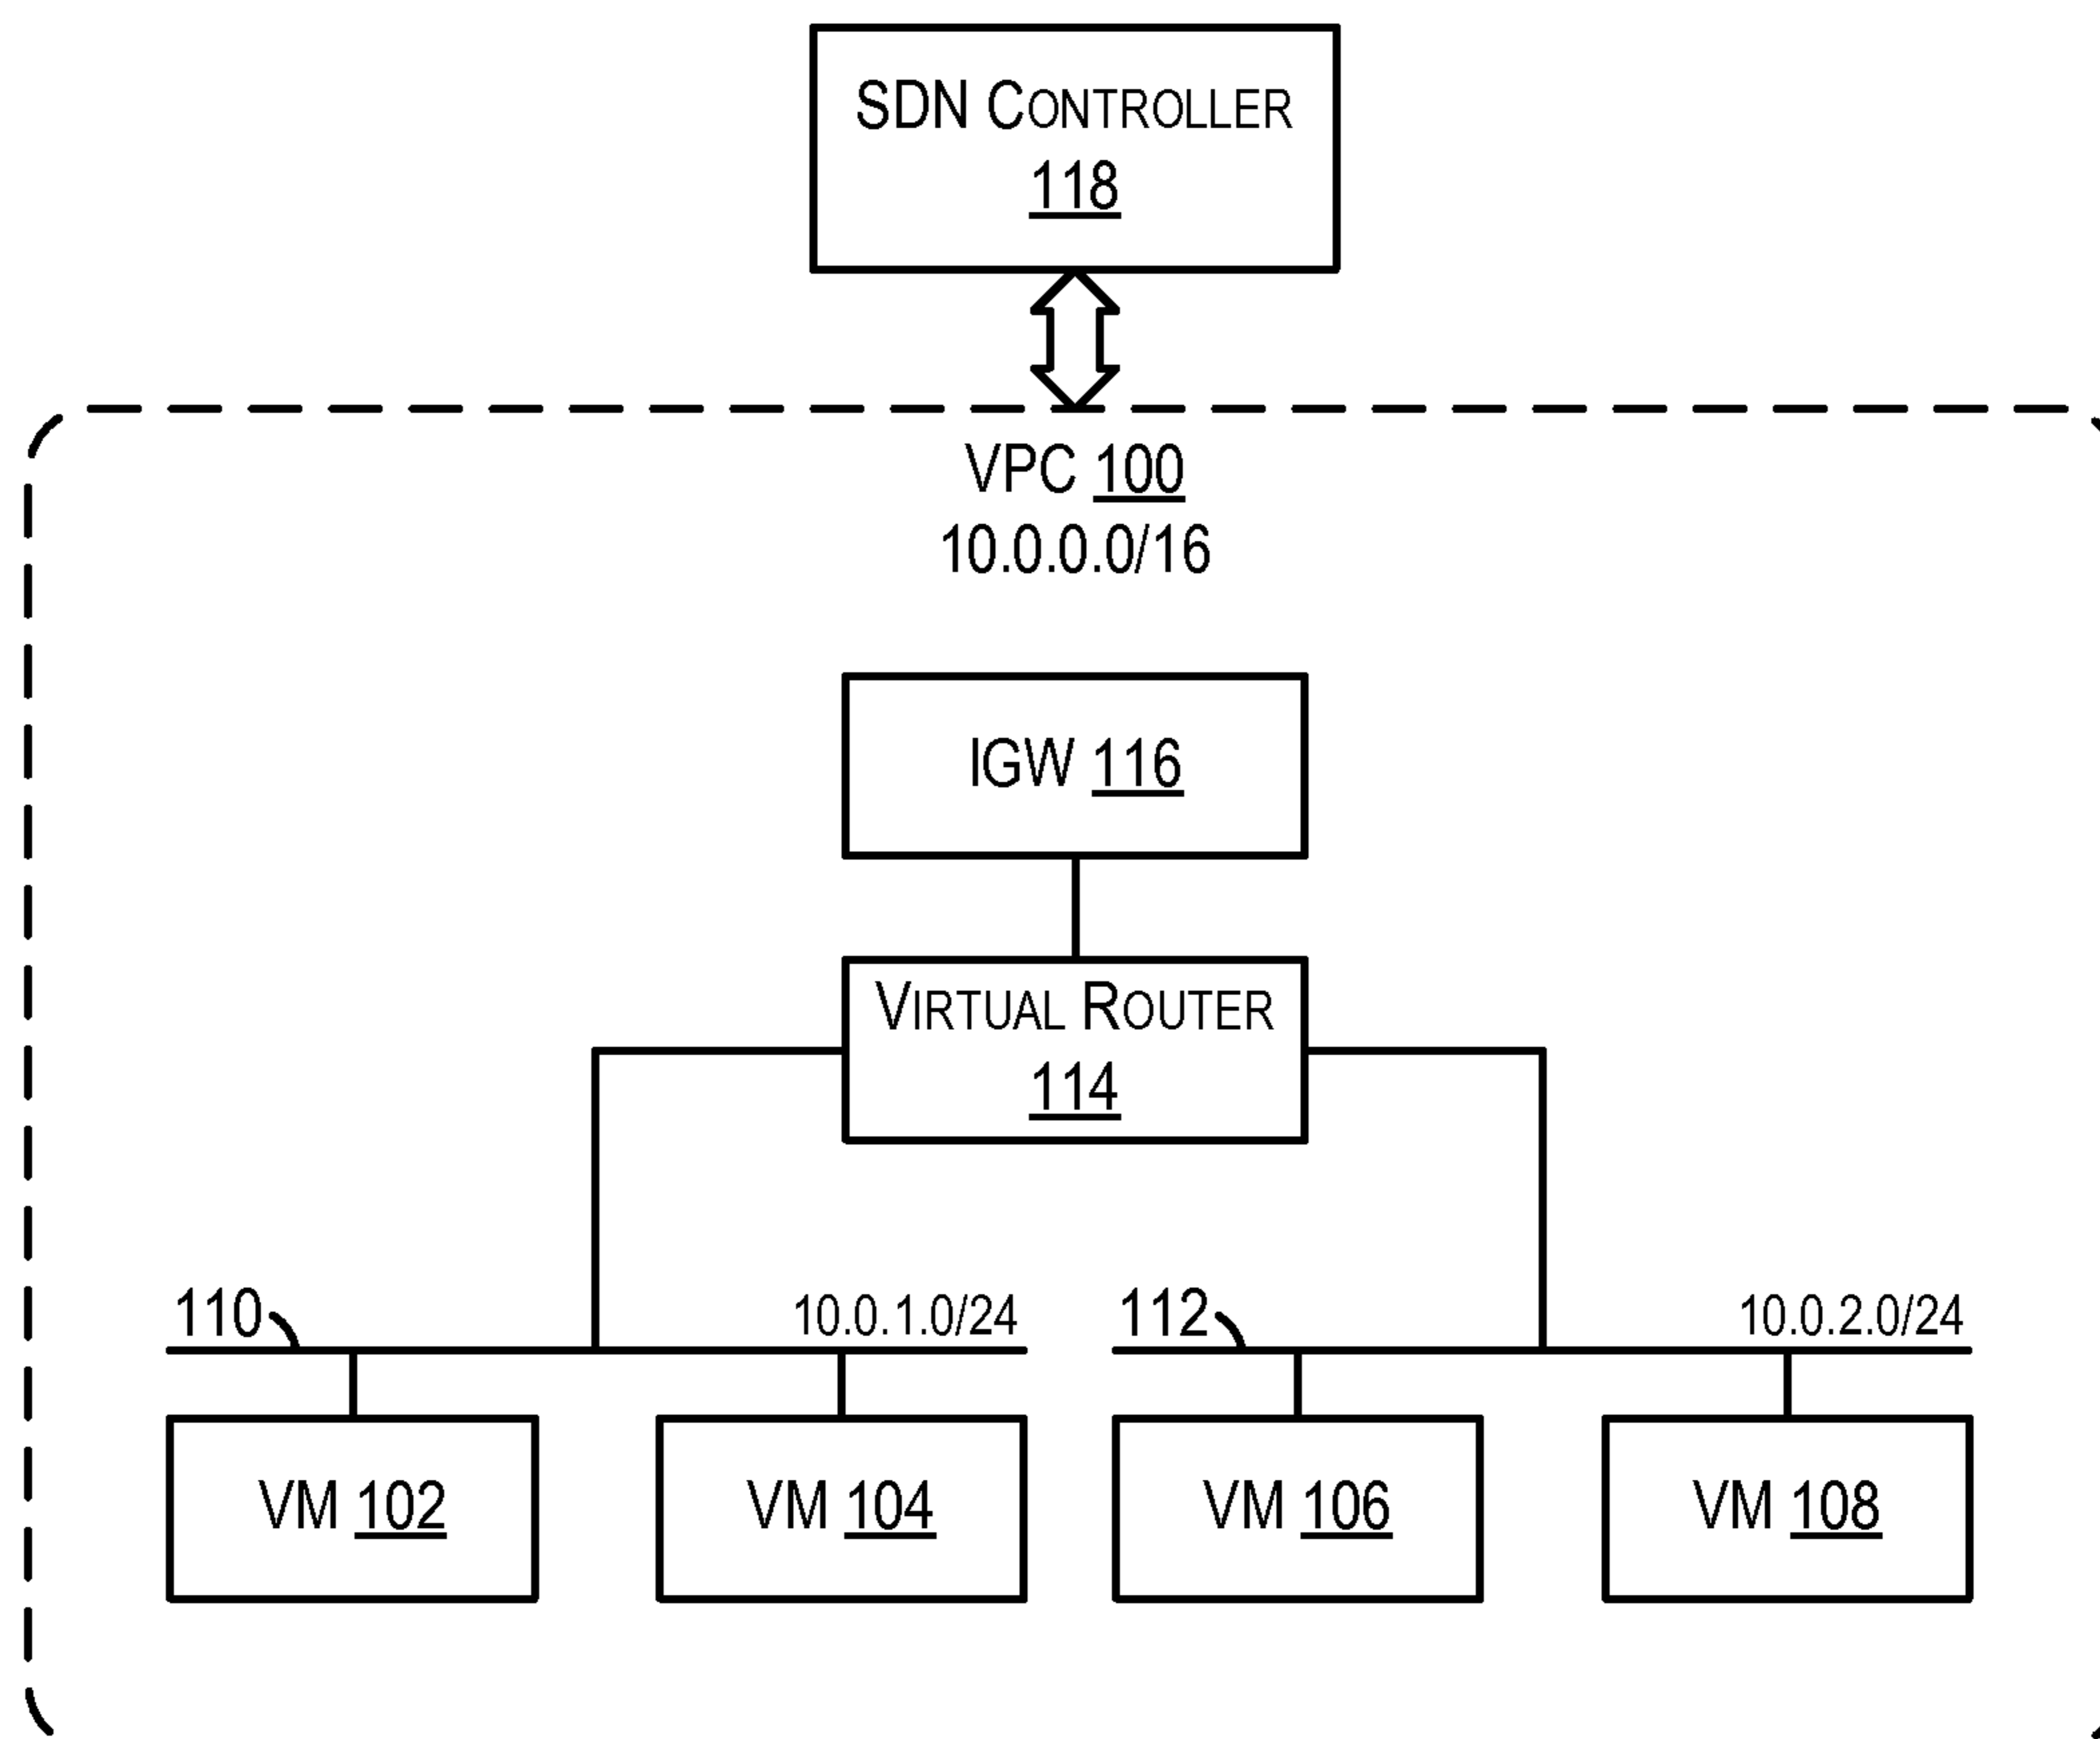 SDN CONTROLLER
118
VPC 100
10.0.0.0/16
IGW 116
VIRTUAL ROUTER
114
110
10.0.1.0/24
112
10.0.2.0/24
VM 102
VM 104
VM 106
VM 108